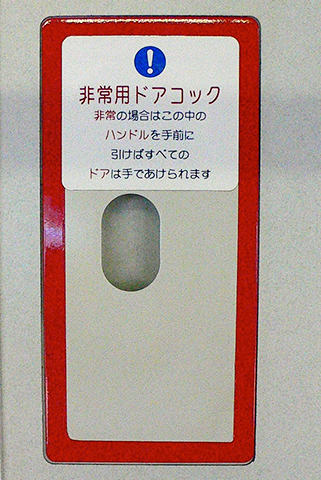 非常用ドアコック
非常の場合はこの中の
ハンドルを手前に
引けばすべての
ドアは手であけられます